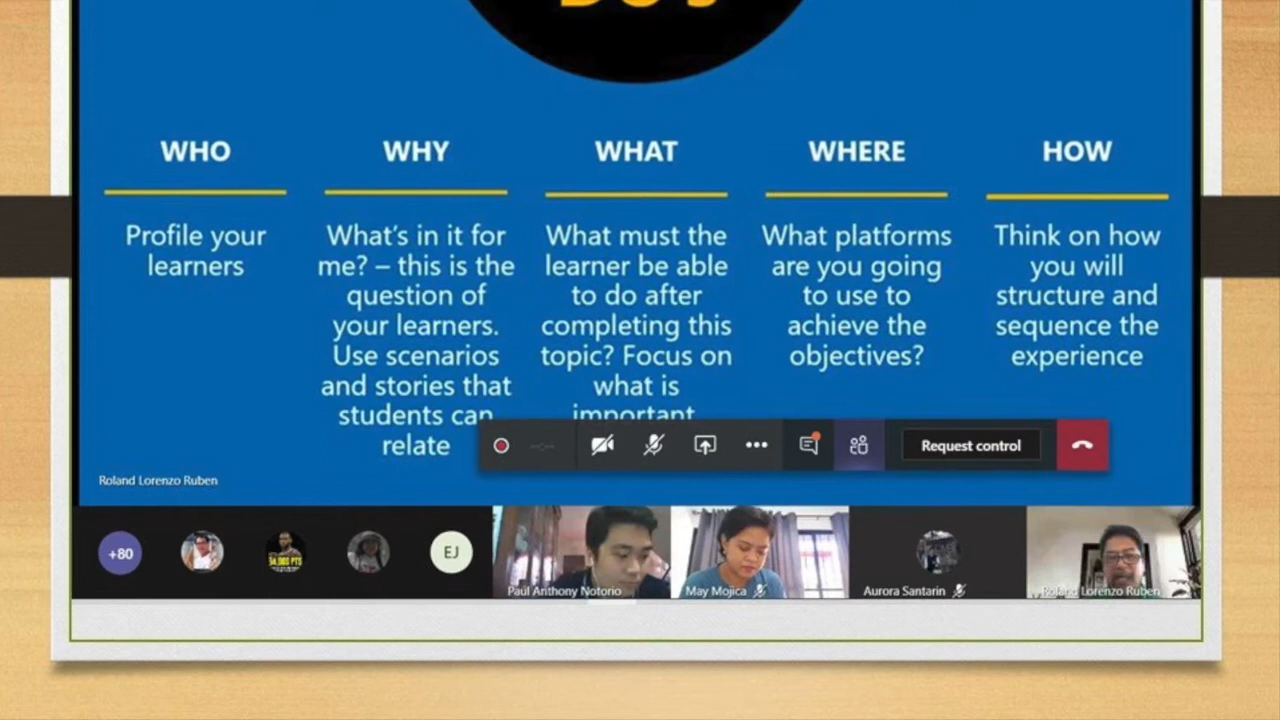 DO'S
WHO
Profile your
learners
WHY
What's in it for
me? – this is the
question of
your learners.
Use scenarios
and stories that
students can
relate
WHAT
What must the
learner be able
to do after
completing this
topic? Focus on
what is
important
WHERE
What platforms
are you going
to use to
achieve the
objectives?
HOW
Think on how
you will
structure and
sequence the
experience
Request control
Roland Lorenzo Ruben
+80
EJ
Paul Anthony Notorio
May Mojica
Aurora Santarin
Roland Lorenzo Ruben